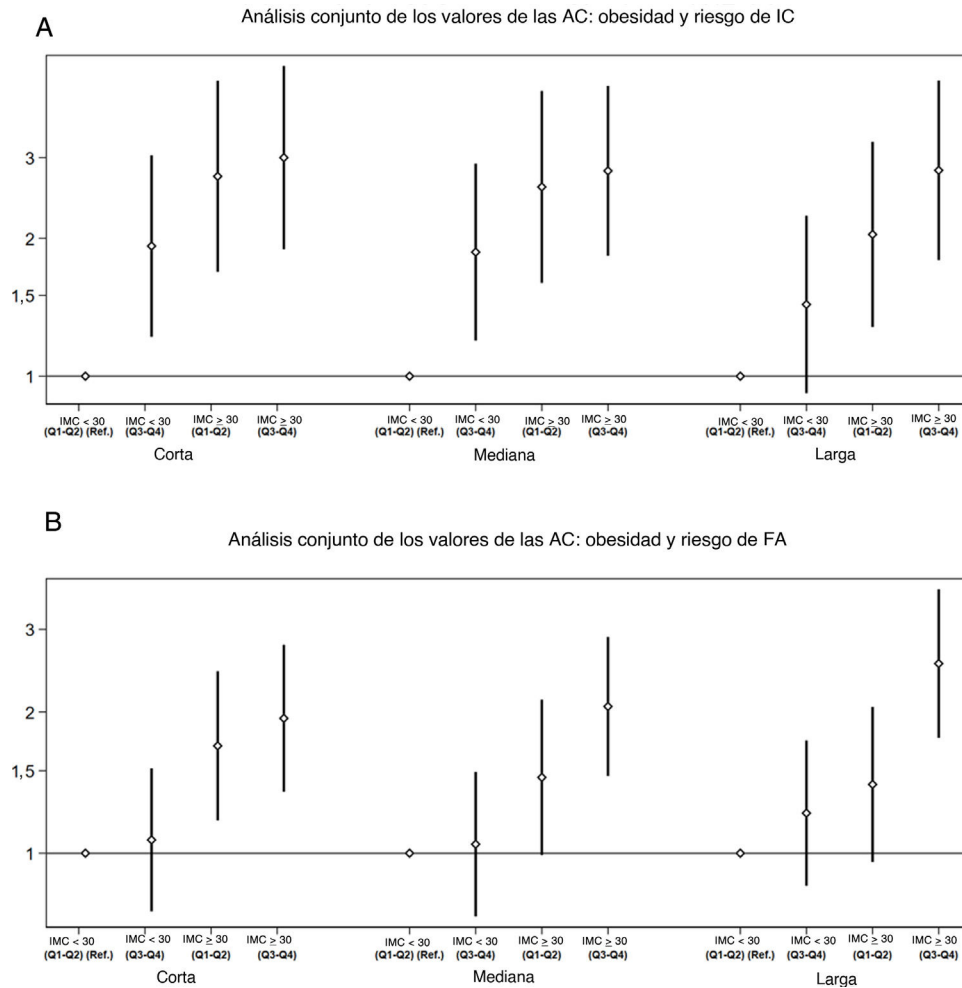 A
Análisis conjunto de los valores de las AC: obesidad y riesgo de IC
3
2
1,5
1
IMC < 30 IMC < 30 IMC ≥ 30 IMC ≥ 30 IMC < 30 IMC < 30 IMC ≥ 30 IMC ≥ 30 IMC < 30 IMC < 30 IMC ≥ 30 IMC ≥ 30
(Q1-Q2) (Ref.) (Q3-Q4) (Q1-Q2) (Q3-Q4) (Q1-Q2) (Ref.) (Q3-Q4) (Q1-Q2) (Q3-Q4) (Q1-Q2) (Ref.) (Q3-Q4) (Q1-Q2) (Q3-Q4)
Corta Mediana Larga
B
Análisis conjunto de los valores de las AC: obesidad y riesgo de FA
3
2
1,5
1
IMC < 30 IMC < 30 IMC ≥ 30 IMC ≥ 30 IMC < 30 IMC < 30 IMC ≥ 30 IMC ≥ 30 IMC < 30 IMC < 30 IMC ≥ 30 IMC ≥ 30
(Q1-Q2) (Ref.) (Q3-Q4) (Q1-Q2) (Q3-Q4) (Q1-Q2) (Ref.) (Q3-Q4) (Q1-Q2) (Q3-Q4) (Q1-Q2) (Ref.) (Q3-Q4) (Q1-Q2) (Q3-Q4)
Corta Mediana Larga